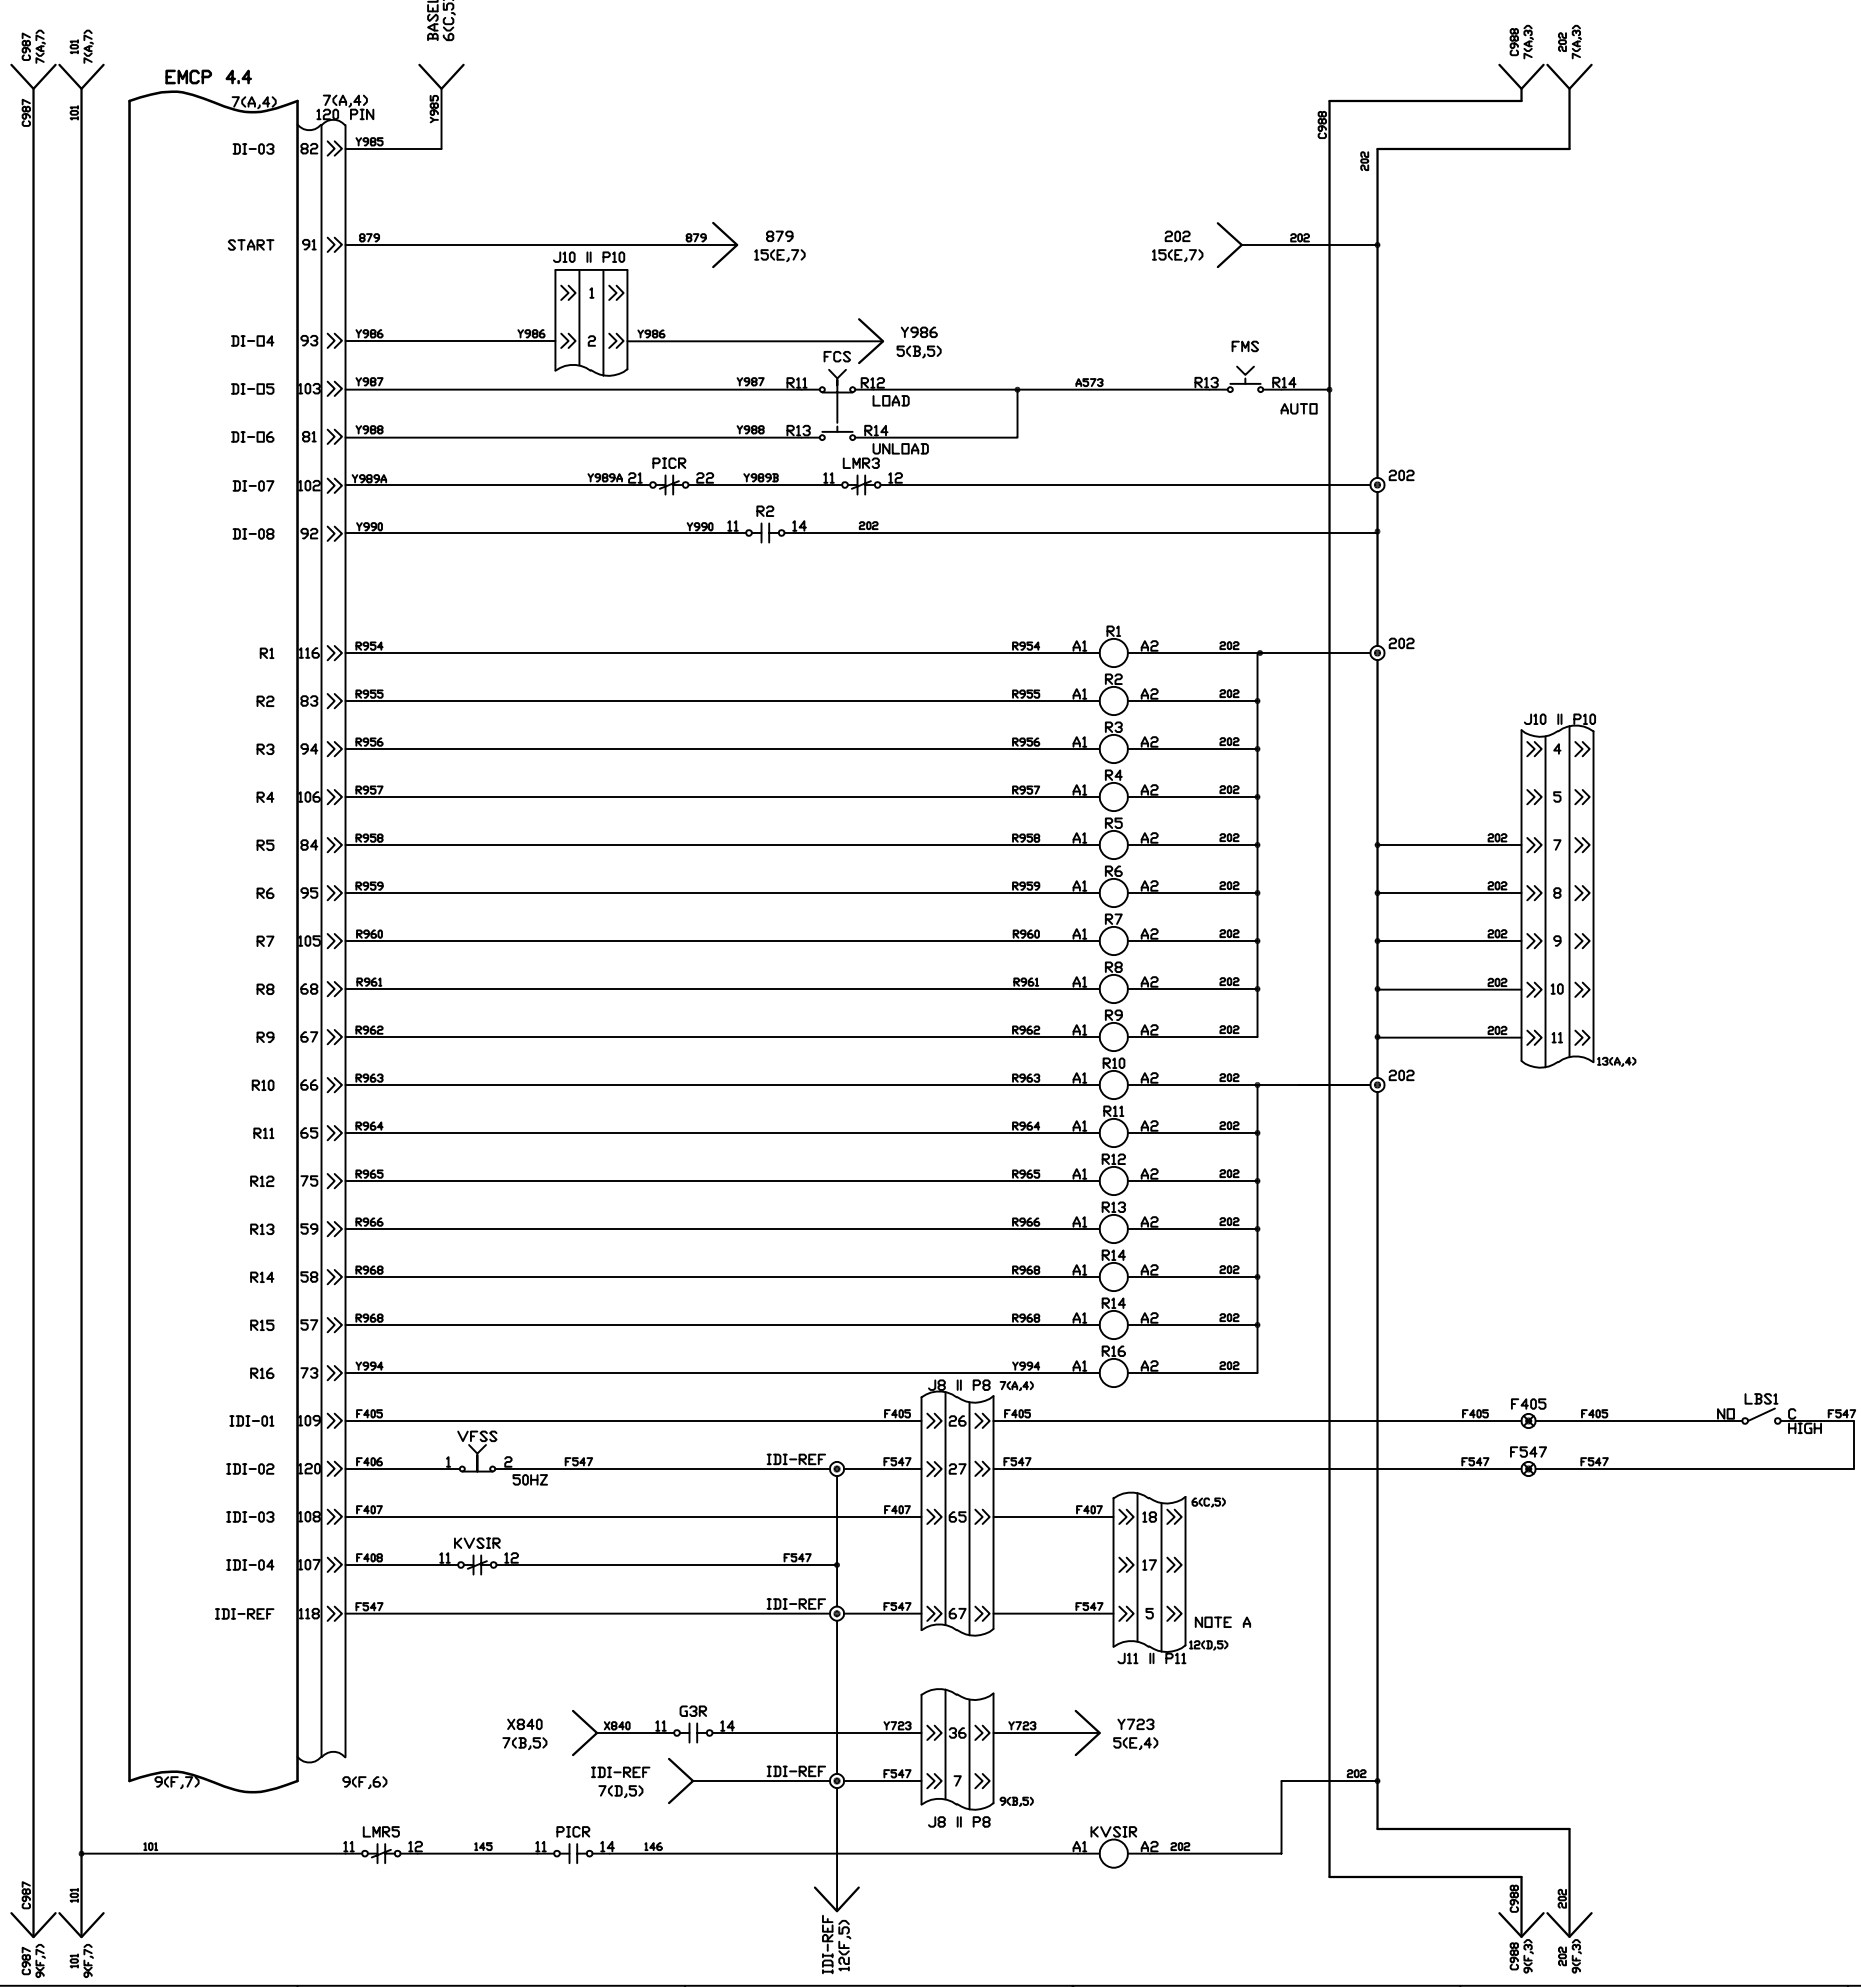 C987
7(A,7)
101
7(A,7)
6(C,5
C988
7(A,3)
202
7(A,3)
EMCP 4.4
7(A,4)
7(A,4)
120 PIN
C987
101
Y985
C988
202
DI-03 82 Y985
START 91 879 879 879
15(E,7)
202
15(E,7)
202
J10 || P10
1
DI-04 93 Y986 Y986 2 Y986 Y986
5(B,5)
FCS
FMS
DI-05 103 Y987 Y987 R11 R12 A573 R13 R14
LOAD
AUTO
DI-06 81 Y988 Y988 R13 R14
UNLOAD
PICR
LMR3
DI-07 102 Y989A Y989A 21 22 Y989B 11 12 202
R2
DI-08 92 Y990 Y990 11 14 202
R1
R1 116 R954 R954 A1 A2 202 202
R2
R2 83 R955 R955 A1 A2 202
R3
R3 94 R956 R956 A1 A2 202
R4
R4 106 R957 R957 A1 A2 202
R5
R5 84 R958 R958 A1 A2 202
R6
R6 95 R959 R959 A1 A2 202
R7
R7 105 R960 R960 A1 A2 202
R8
R8 68 R961 R961 A1 A2 202
R9
R9 67 R962 R962 A1 A2 202
J10 || P10
4
5
202 7
202 8
202 9
202 10
202 11
13(A,4)
R10
R10 66 R963 R963 A1 A2 202 202
R11
R11 65 R964 R964 A1 A2 202
R12
R12 75 R965 R965 A1 A2 202
R13
R13 59 R966 R966 A1 A2 202
R14
R14 58 R968 R968 A1 A2 202
R14
R15 57 R968 R968 A1 A2 202
R16
R16 73 Y994 Y994 A1 A2 202
J8 || P8 7(A,4)
IDI-01 109 F405 F405 26 F405 F405 F405 F405 NO LBS1 C F547
HIGH
VFSS
IDI-02 120 F406 1 2 F547 IDI-REF F547 27 F547 F547 F547 F547
50HZ
IDI-03 108 F407 F407 65 F407 18 6(C,5)
KVSIR
IDI-04 107 F408 11 12 F547 17
IDI-REF 118 F547 IDI-REF F547 67 F547 5
NOTE A
12(D,5)
J11 || P11
X840
7(B,5)
X840 11 G3R 14 Y723 36 Y723 Y723
5(E,4)
IDI-REF
7(D,5)
IDI-REF F547 7
9(B,5)
J8 || P8
202
9(F,7)
9(F,6)
LMR5
PICR
KVSIR
101 11 12 145 11 14 146 A1 A2 202
C987
101
C987
9(F,7)
101
9(F,7)
IDI-REF
12(F,5)
C988
202
C988
9(F,3)
202
9(F,3)